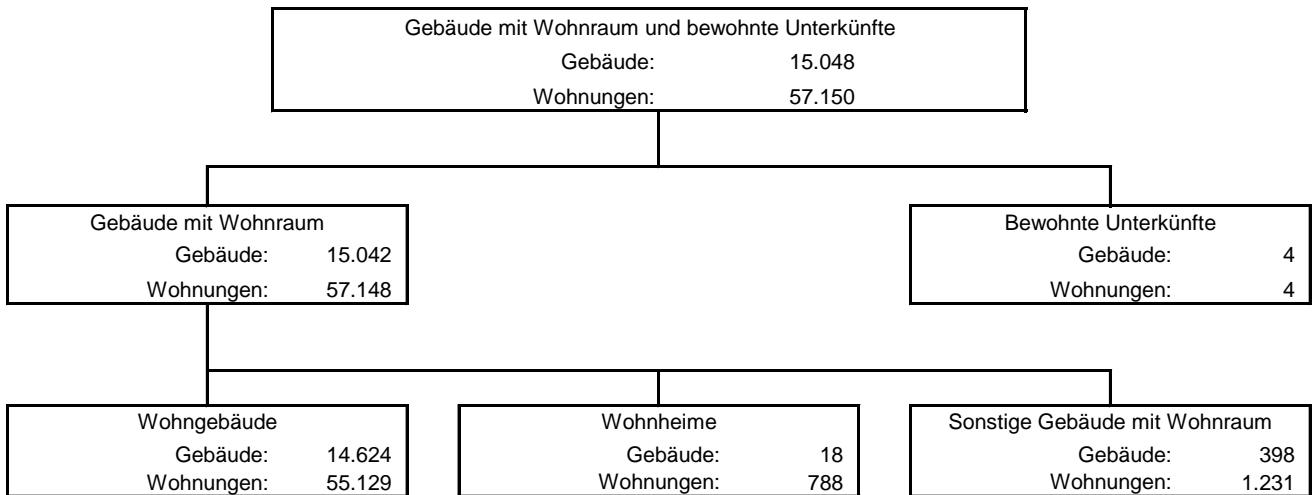 Gebäude mit Wohnraum und bewohnte Unterkünfte
Gebäude: 15.048
Wohnungen: 57.150
Gebäude mit Wohnraum
Gebäude: 15.042
Wohnungen: 57.148
Bewohnte Unterkünfte
Gebäude: 4
Wohnungen: 4
Wohngebäude
Gebäude: 14.624
Wohnungen: 55.129
Wohnheime
Gebäude: 18
Wohnungen: 788
Sonstige Gebäude mit Wohnraum
Gebäude: 398
Wohnungen: 1.231